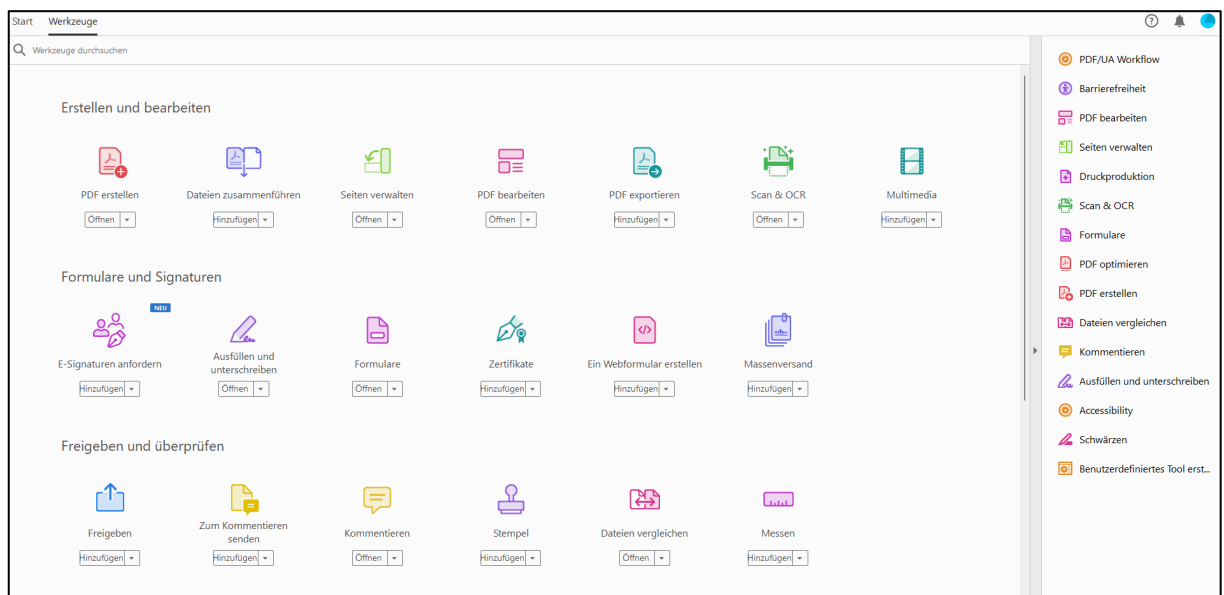 Start Werkzeuge
Werkzeuge durchsuchen
Erstellen und bearbeiten
PDF erstellen
Öffnen
Dateien zusammenführen
Hinzufügen
Seiten verwalten
Öffnen
PDF bearbeiten
Öffnen
PDF exportieren
Hinzufügen
Scan & OCR
Öffnen
Multimedia
Hinzufügen
Formulare und Signaturen
NEU
E-Signaturen anfordern
Hinzufügen
Ausfüllen und
unterschreiben
Öffnen
Formulare
Öffnen
Zertifikate
Hinzufügen
Ein Webformular erstellen
Hinzufügen
Massenversand
Hinzufügen
Freigeben und überprüfen
Freigeben
Hinzufügen
Zum Kommentieren
senden
Hinzufügen
Kommentieren
Öffnen
Stempel
Hinzufügen
Dateien vergleichen
Öffnen
Messen
Hinzufügen
PDF/UA Workflow
Barrierefreiheit
PDF bearbeiten
Seiten verwalten
Druckproduktion
Scan & OCR
Formulare
PDF optimieren
PDF erstellen
Dateien vergleichen
Kommentieren
Ausfüllen und unterschreiben
Accessibility
Schwärzen
Benutzerdefiniertes Tool erst...